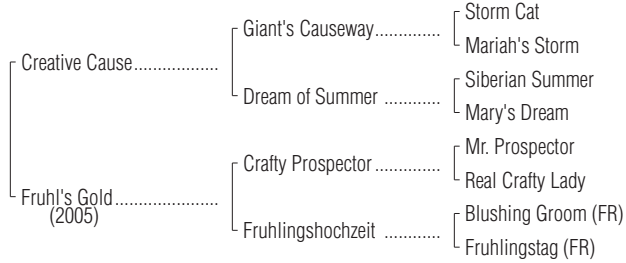 Storm Cat
Giant's Causeway..............
Mariah's Storm
Creative Cause..................
Siberian Summer
Dream of Summer ............
Mary's Dream
Mr. Prospector
Crafty Prospector ..............
Real Crafty Lady
Fruhl's Gold......................
(2005)
Blushing Groom (FR)
Fruhlingshochzeit ............
Fruhlingstag (FR)